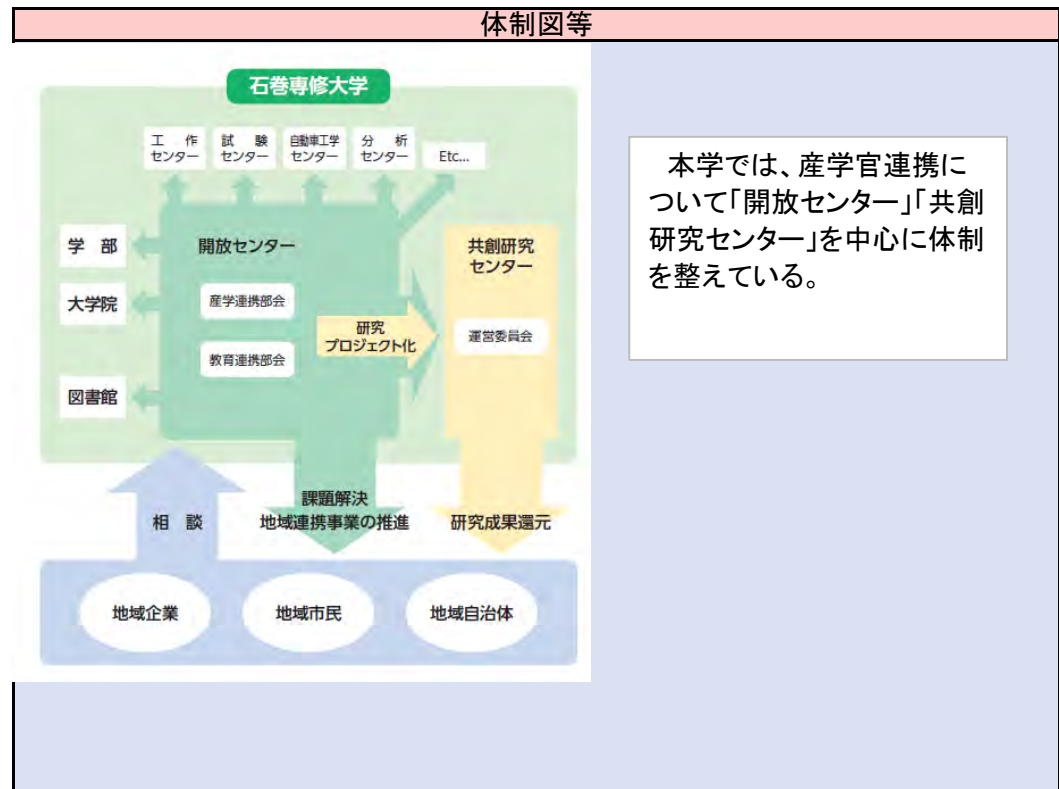 体制図等
石巻専修大学
工 作
センター
試 験
センター
自動車工学
センター
分 析
センター
Etc...
学 部
大学院
図書館
開放センター
産学連携部会
教育連携部会
研究
プロジェクト化
共創研究
センター
運営委員会
相 談
課題解決
地域連携事業の推進
研究成果還元
地域企業
地域市民
地域自治体
本学では、産学官連携に
ついて「開放センター」「共創
研究センター」を中心に体制
を整えている。